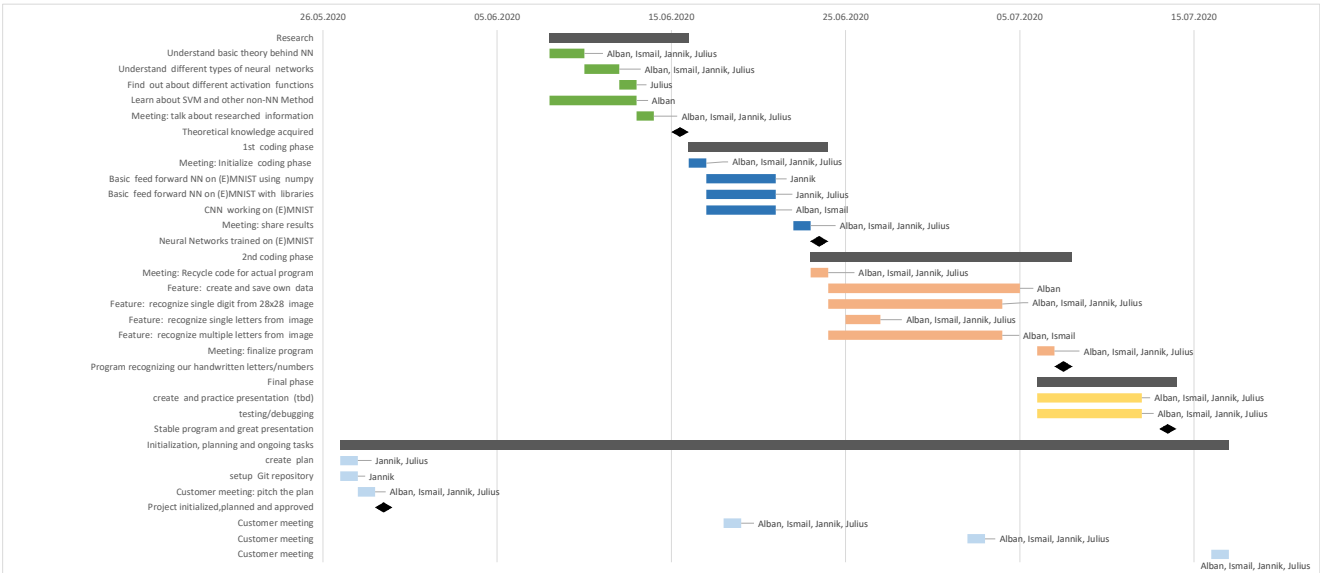 26.05.2020 05.06.2020 15.06.2020 25.06.2020 05.07.2020 15.07.2020
Research
Understand basic theory behind NN Alban, Ismail, Jannik, Julius
Understand different types of neural networks Alban, Ismail, Jannik, Julius
Find out about different activation functions Julius
Learn about SVM and other non-NN Method Alban
Meeting: talk about researched information Alban, Ismail, Jannik, Julius
Theoretical knowledge acquired
1st coding phase
Meeting: Initialize coding phase Alban, Ismail, Jannik, Julius
Basic feed forward NN on (E)MNIST using numpy Jannik
Basic feed forward NN on (E)MNIST with libraries Jannik, Julius
CNN working on (E)MNIST Alban, Ismail
Meeting: share results Alban, Ismail, Jannik, Julius
Neural Networks trained on (E)MNIST
2nd coding phase
Meeting: Recycle code for actual program Alban, Ismail, Jannik, Julius
Feature: create and save own data Alban
Feature: recognize single digit from 28x28 image Alban, Ismail, Jannik, Julius
Feature: recognize single letters from image Alban, Ismail, Jannik, Julius
Feature: recognize multiple letters from image Alban, Ismail
Meeting: finalize program Alban, Ismail, Jannik, Julius
Program recognizing our handwritten letters/numbers
Final phase
create and practice presentation (tbd) Alban, Ismail, Jannik, Julius
testing/debugging Alban, Ismail, Jannik, Julius
Stable program and great presentation
Initialization, planning and ongoing tasks
create plan Jannik, Julius
setup Git repository Jannik
Customer meeting: pitch the plan Alban, Ismail, Jannik, Julius
Project initialized,planned and approved
Customer meeting Alban, Ismail, Jannik, Julius
Customer meeting Alban, Ismail, Jannik, Julius
Customer meeting
Alban, Ismail, Jannik, Julius